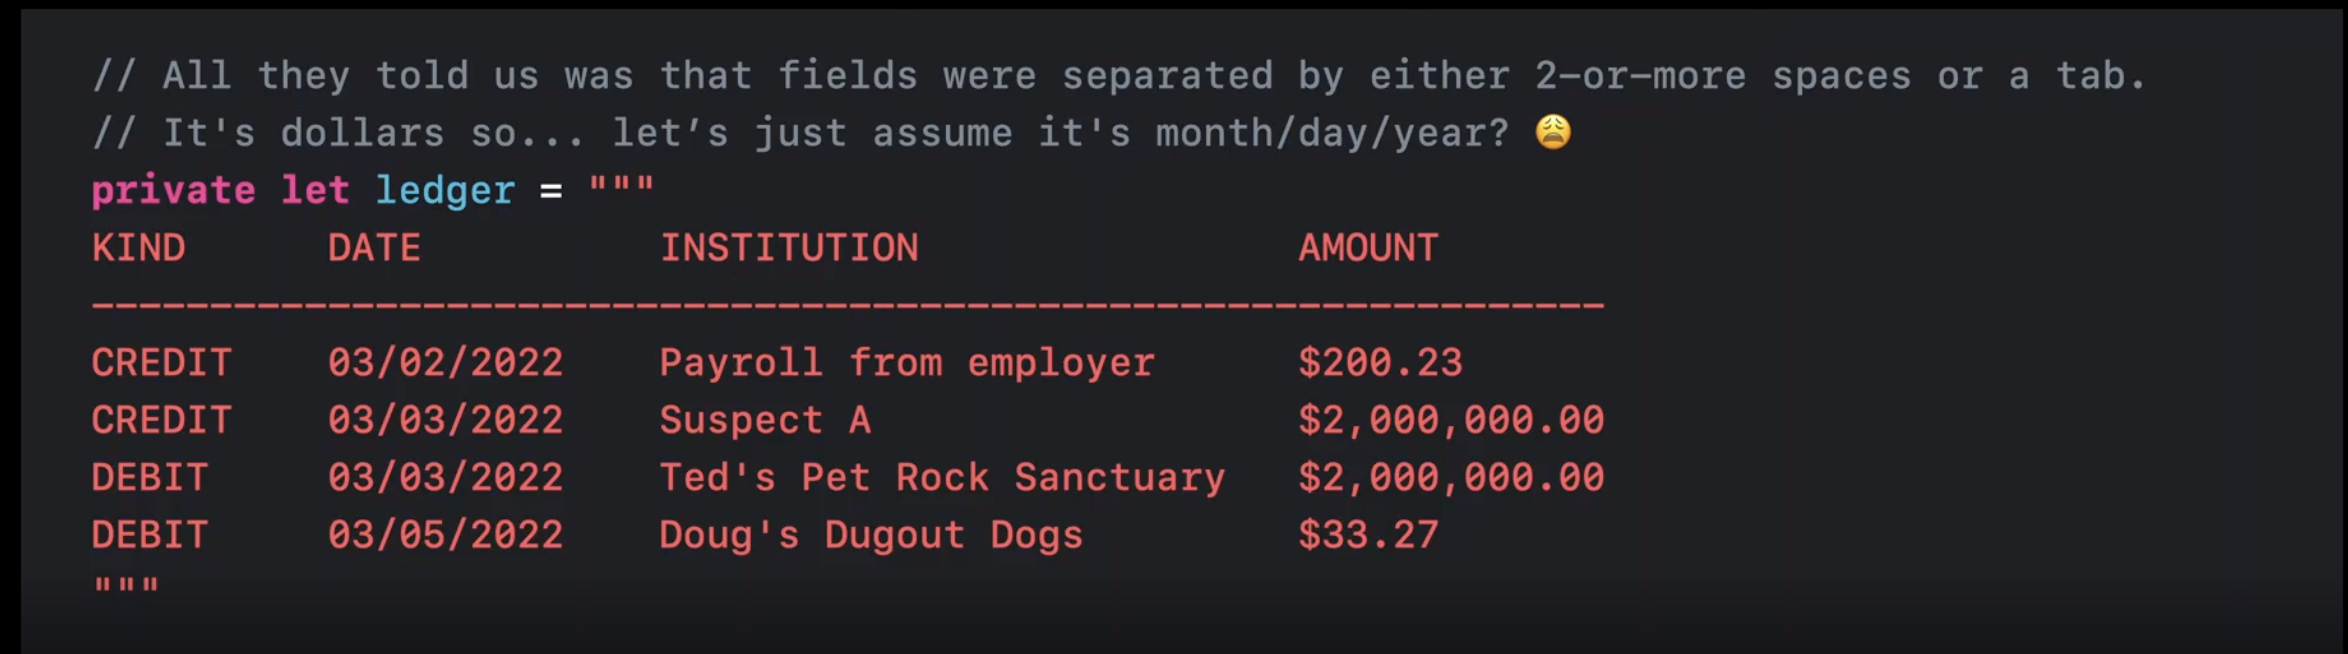 // All they told us was that fields were separated by either 2-or-more spaces or a tab.
// It's dollars so... let’s just assume it's month/day/year? 😩
private let ledger = """
KIND      DATE          INSTITUTION                AMOUNT
----------------------------------------------------------------
CREDIT    03/02/2022    Payroll from employer      $200.23
CREDIT    03/03/2022    Suspect A                  $2,000,000.00
DEBIT     03/03/2022    Ted's Pet Rock Sanctuary   $2,000,000.00
DEBIT     03/05/2022    Doug's Dugout Dogs         $33.27
"""